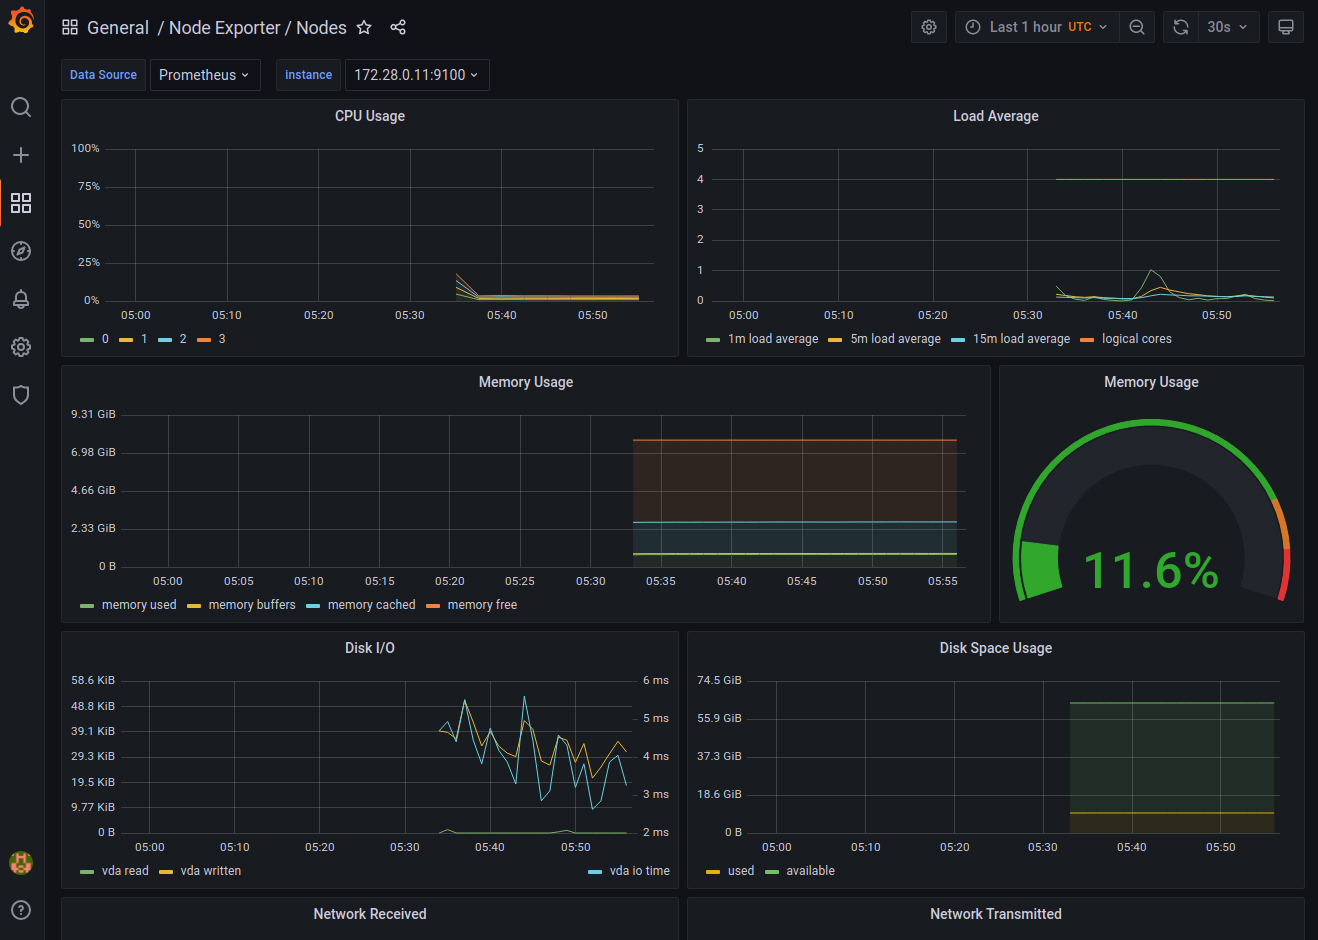 General / Node Exporter / Nodes
Last 1 hour UTC
30s
Data Source Prometheus Instance 172.28.0.11:9100
CPU Usage
100%
75%
50%
25%
0%
05:00 05:10 05:20 05:30 05:40 05:50
0 1 2 3
Load Average
5
4
3
2
1
0
05:00 05:10 05:20 05:30 05:40 05:50
1m load average 5m load average 15m load average logical cores
Memory Usage
9.31 GiB
6.98 GiB
4.66 GiB
2.33 GiB
0 B
05:00 05:05 05:10 05:15 05:20 05:25 05:30 05:35 05:40 05:45 05:50 05:55
memory used memory buffers memory cached memory free
Memory Usage
11.6%
Disk I/O
58.6 KiB
48.8 KiB
39.1 KiB
29.3 KiB
19.5 KiB
9.77 KiB
0 B
6 ms
5 ms
4 ms
3 ms
2 ms
05:00 05:10 05:20 05:30 05:40 05:50
vda read vda written vda io time
Disk Space Usage
74.5 GiB
55.9 GiB
37.3 GiB
18.6 GiB
0 B
05:00 05:10 05:20 05:30 05:40 05:50
used available
Network Received
Network Transmitted